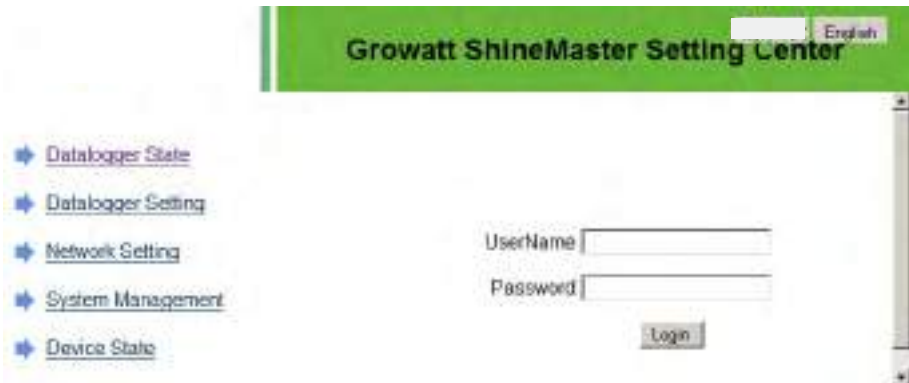 English
Growatt ShineMaster Setting Center
Datalogger State
Datalogger Setting
Network Setting
System Management
Device State
UserName
Password
Login